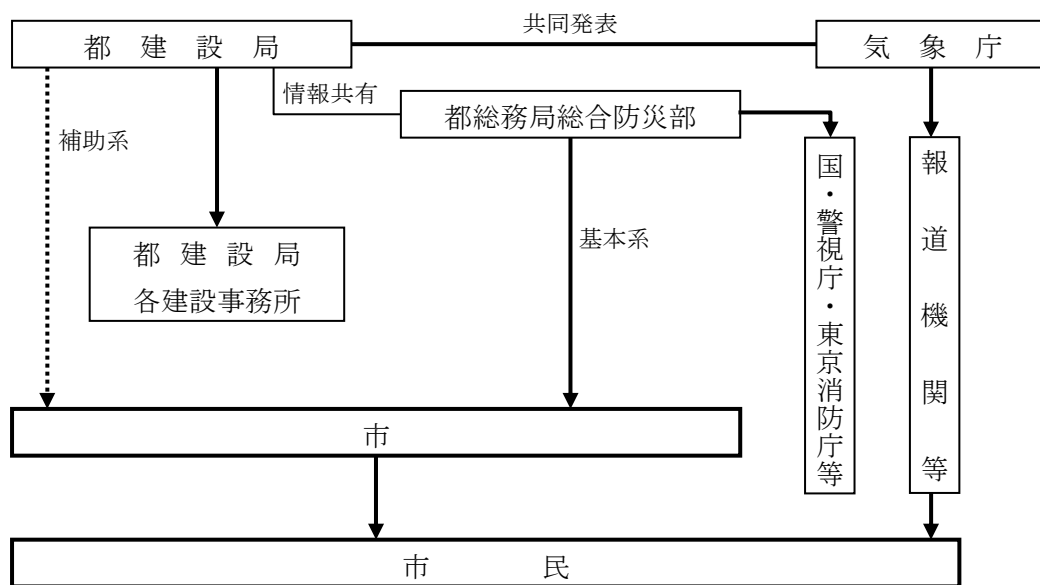 共同発表
都建設局
気象庁
情報共有
都総務局総合防災部
補助系
国・警視庁・東京消防庁等
報道機関等
都建設局
各建設事務所
基本系
市
市民